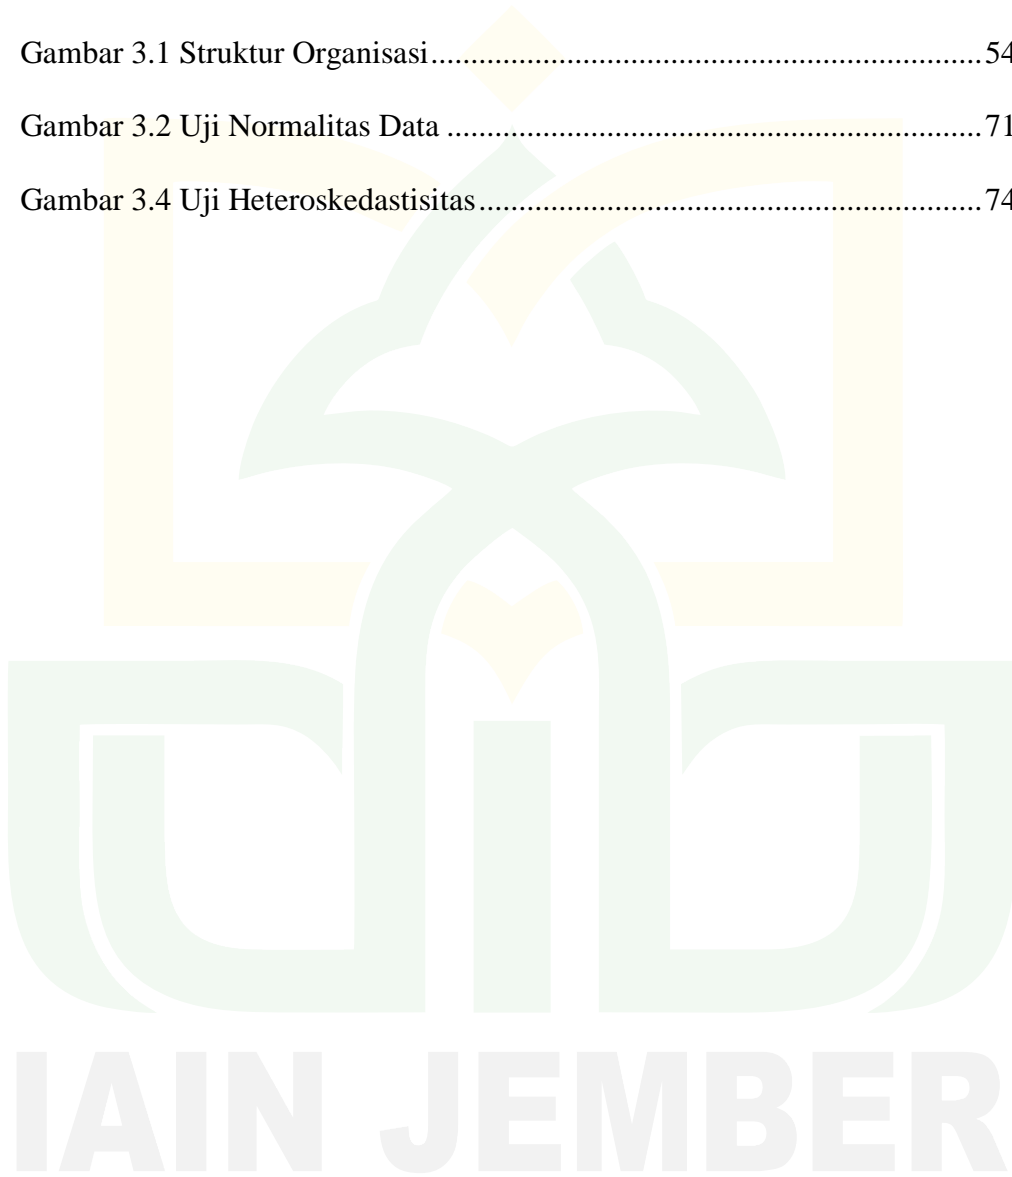 Gambar 3.1 Struktur Organisasi......................................................................54
Gambar 3.2 Uji Normalitas Data ....................................................................71
Gambar 3.4 Uji Heteroskedastisitas................................................................74
IAIN JEMBER